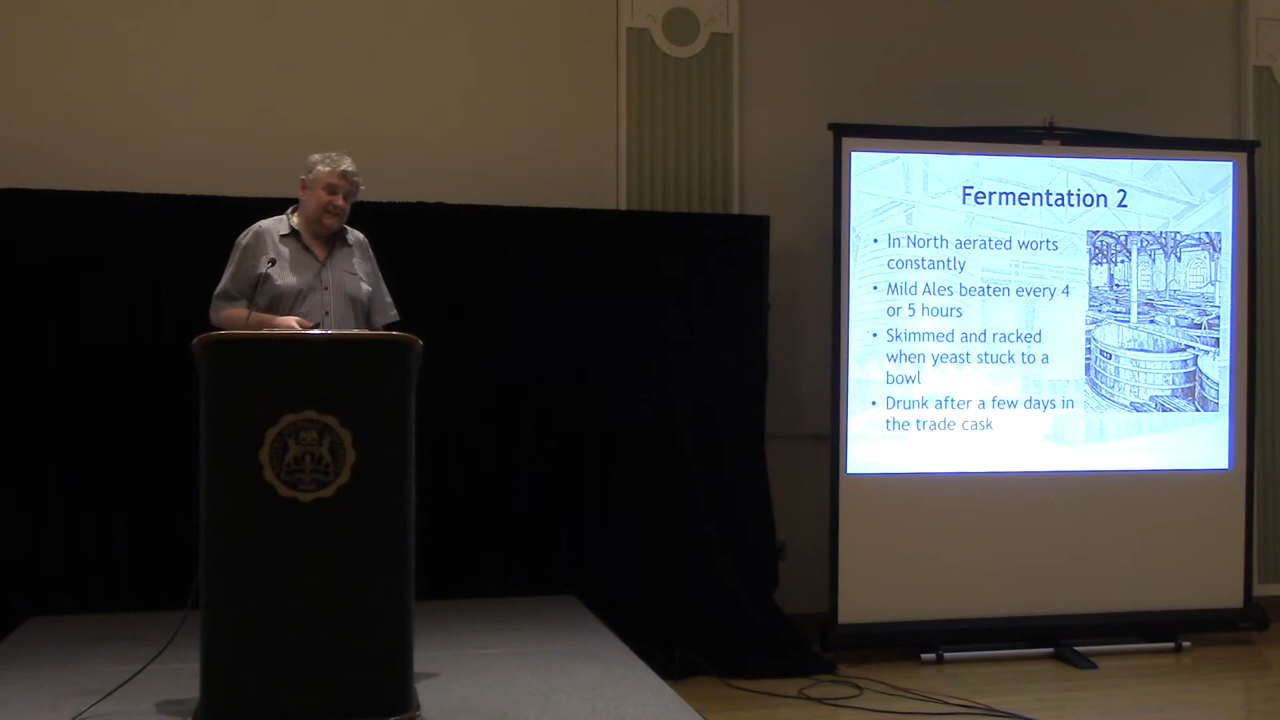 Fermentation 2
• In North aerated worts
constantly
• Mild Ales beaten every 4
or 5 hours
• Skimmed and racked
when yeast stuck to a
bowl
• Drunk after a few days in
the trade cask